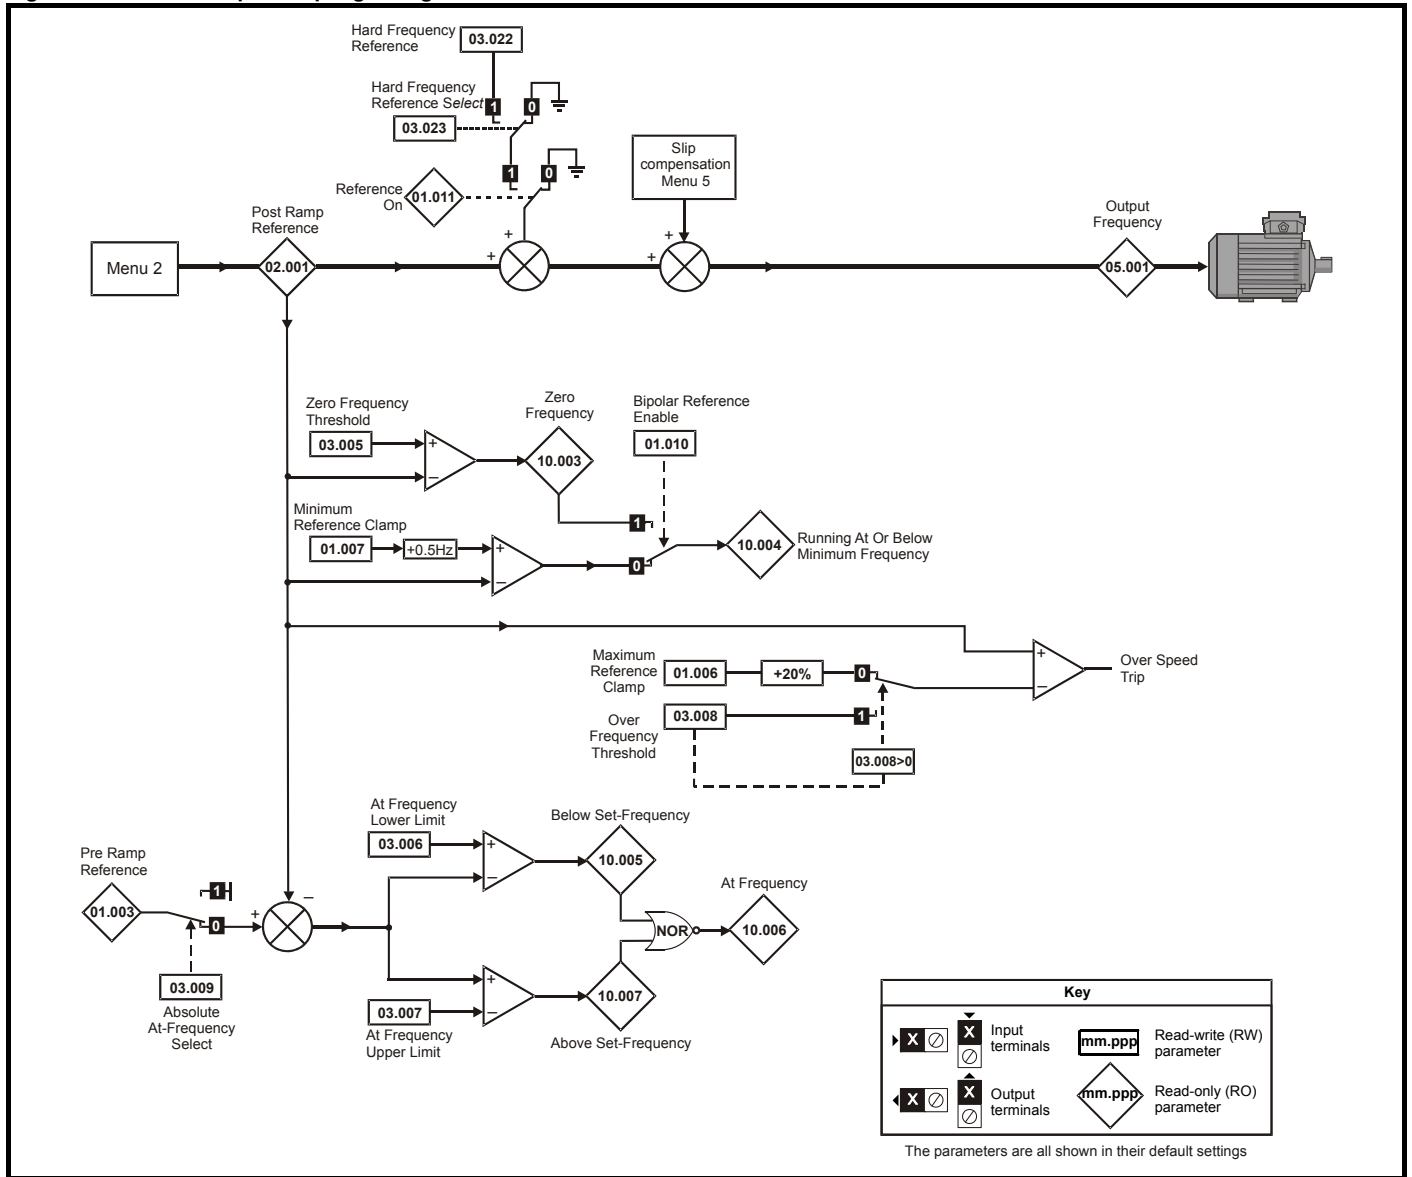 Hard Frequency
Reference
03.022
Hard Frequency
Reference Select
1
0
03.023
1
0
Reference
On
01.011
Slip
compensation
Menu 5
Post Ramp
Reference
Output
Frequency
+
+
+
+
Menu 2
02.001
05.001
Zero Frequency
Threshold
03.005
+
–
Zero
Frequency
10.003
Bipolar Reference
Enable
01.010
Minimum
Reference Clamp
01.007
+0.5Hz
+
–
1
0
10.004
Running At Or Below
Minimum Frequency
Maximum
Reference
Clamp
01.006
+20%
0
+
–
Over Speed
Trip
Over
Frequency
Threshold
03.008
1
03.008>0
At Frequency
Lower Limit
03.006
+
–
Below Set-Frequency
10.005
Pre Ramp
Reference
01.003
1
0
+
–
At Frequency
NOR
10.006
03.009
Absolute
At-Frequency
Select
03.007
At Frequency
Upper Limit
+
–
10.007
Above Set-Frequency
Key
X
X
Input
terminals
mm.ppp
Read-write (RW)
parameter
X
X
Output
terminals
mm.ppp
Read-only (RO)
parameter
The parameters are all shown in their default settings